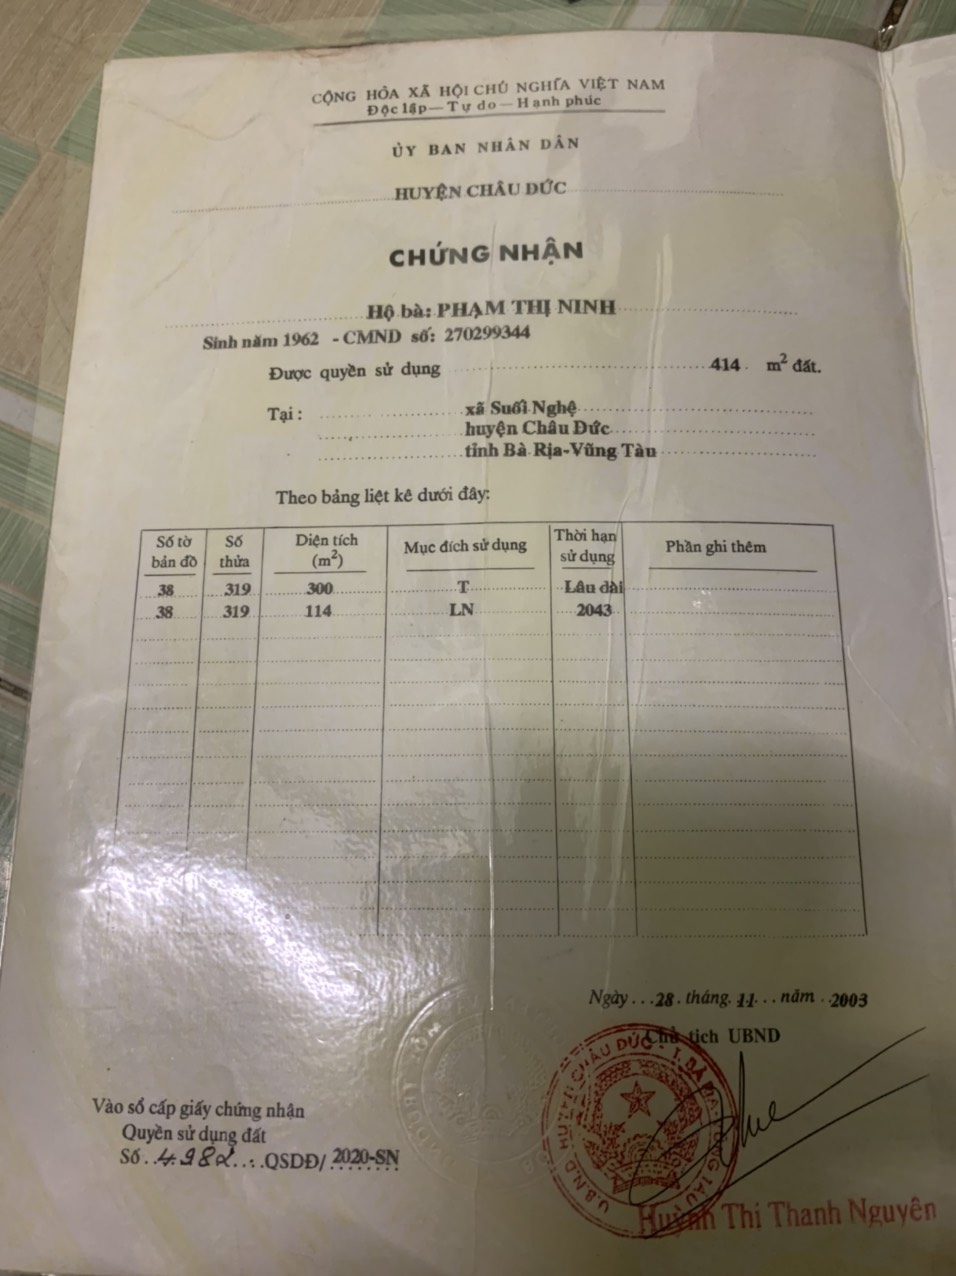 CỘNG HÒA XÃ HỘI CHỦ NGHĨA VIỆT NAM
Độc lập — Tự do — Hạnh phúc
ỦY BAN NHÂN DÂN
HUYỆN CHÂU ĐỨC
CHỨNG NHẬN
Hộ bà: PHẠM THỊ NINH
Sinh năm 1962 - CMND số: 270299344
Được quyền sử dụng 414 m² đất.
Tại : xã Suối Nghệ
huyện Châu Đức
tỉnh Bà Rịa-Vũng Tàu
Theo bảng liệt kê dưới đây:
Số tờ bản đồ Số thửa Diện tích (m²) Mục đích sử dụng Thời hạn sử dụng Phần ghi thêm
38 319 300 T Lâu dài
38 319 114 LN 2043
Ngày 28 tháng 11 năm 2003
Chủ tịch UBND
U.B.N.D HUYỆN CHÂU ĐỨC
Vào sổ cấp giấy chứng nhận
Quyền sử dụng đất
Số 4982 QSDĐ/ 2020-SN
Huỳnh Thị Thanh Nguyên